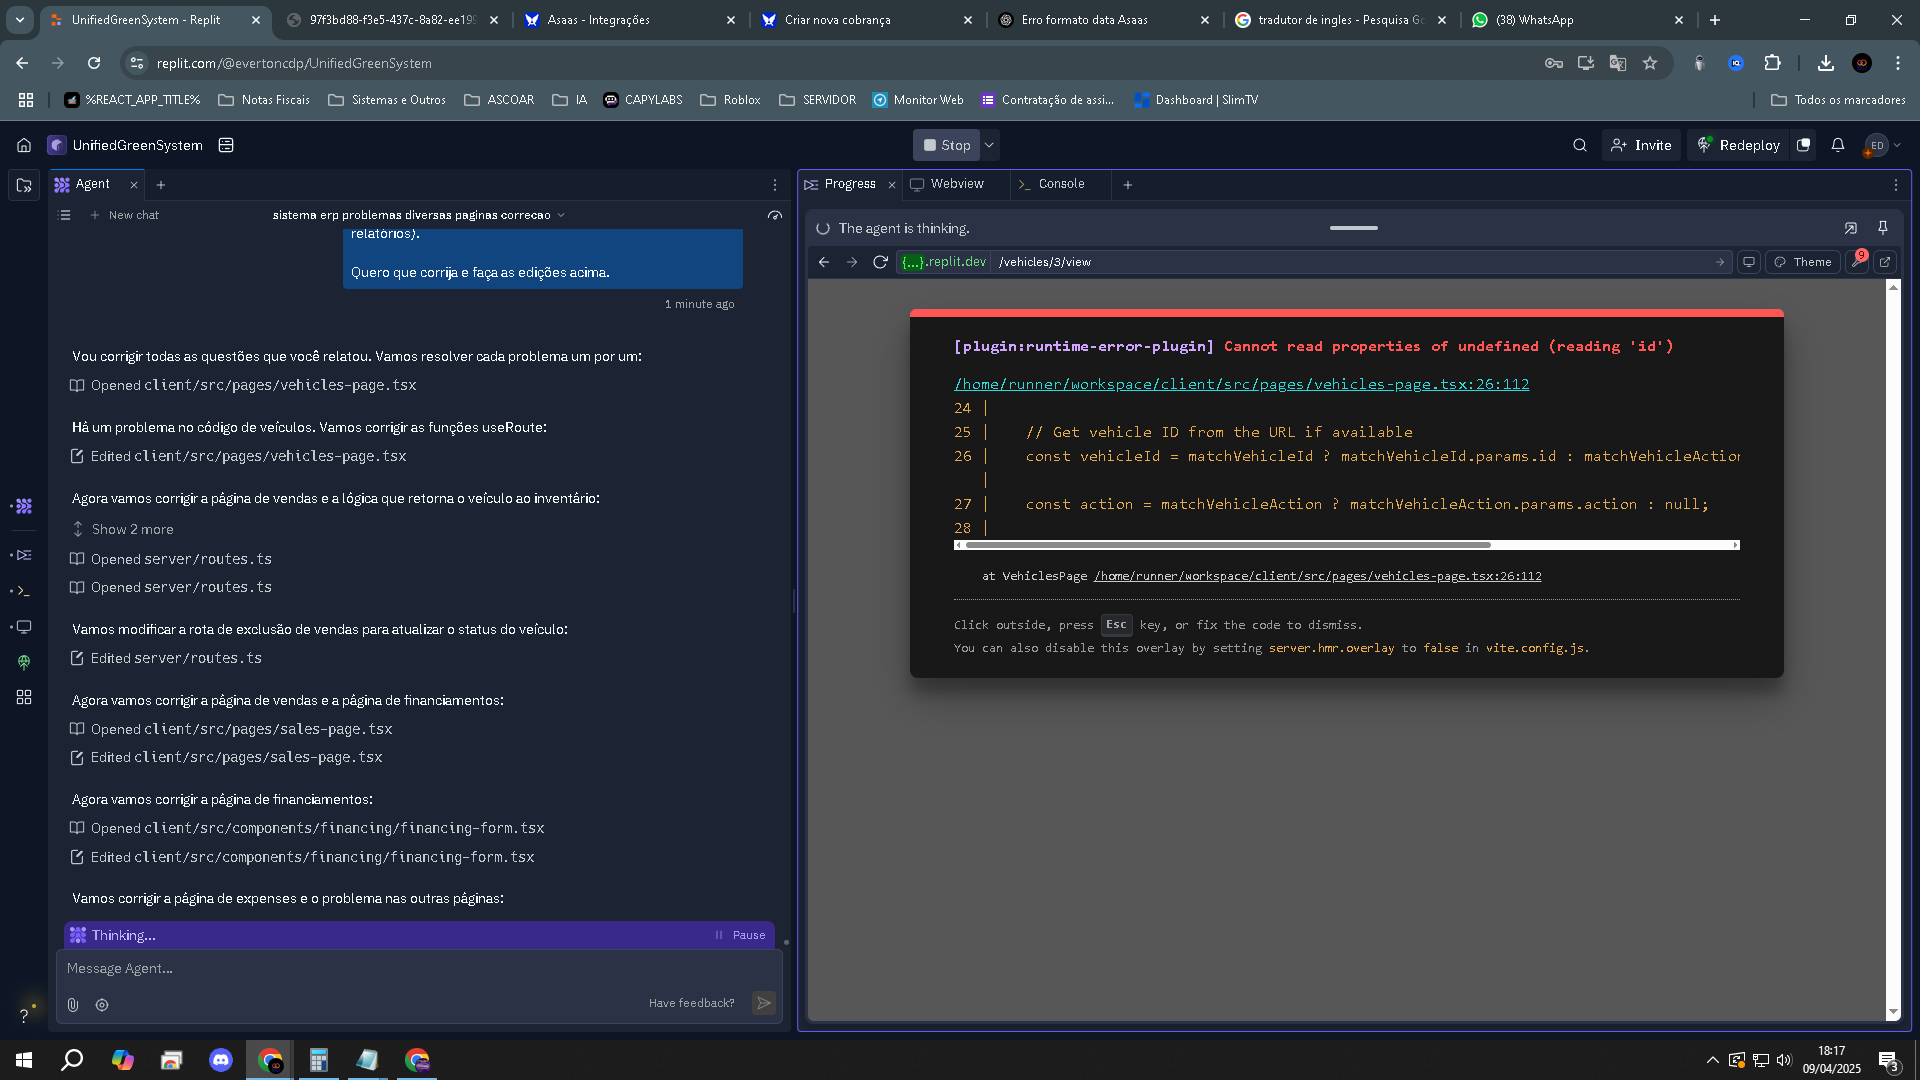 UnifiedGreenSystem - Replit
97f3bd88-f3e5-437c-8a82-ee199
Asaas - Integrações
Criar nova cobrança
Erro formato data Asaas
tradutor de ingles - Pesquisa Go
(38) WhatsApp
replit.com/@evertoncdp/UnifiedGreenSystem
%REACT_APP_TITLE%
Notas Fiscais
Sistemas e Outros
ASCOAR
IA
CAPYLABS
Roblox
SERVIDOR
Monitor Web
Contratação de assi...
Dashboard | SlimTV
Todos os marcadores
UnifiedGreenSystem
Stop
Invite
Redeploy
ED
Agent
New chat
sistema erp problemas diversas paginas correcao
relatórios).
Quero que corrija e faça as edições acima.
1 minute ago
Vou corrigir todas as questões que você relatou. Vamos resolver cada problema um por um:
Opened client/src/pages/vehicles-page.tsx
Há um problema no código de veículos. Vamos corrigir as funções useRoute:
Edited client/src/pages/vehicles-page.tsx
Agora vamos corrigir a página de vendas e a lógica que retorna o veículo ao inventário:
Show 2 more
Opened server/routes.ts
Opened server/routes.ts
Vamos modificar a rota de exclusão de vendas para atualizar o status do veículo:
Edited server/routes.ts
Agora vamos corrigir a página de vendas e a página de financiamentos:
Opened client/src/pages/sales-page.tsx
Edited client/src/pages/sales-page.tsx
Agora vamos corrigir a página de financiamentos:
Opened client/src/components/financing/financing-form.tsx
Edited client/src/components/financing/financing-form.tsx
Vamos corrigir a página de expenses e o problema nas outras páginas:
Thinking...
Pause
Message Agent...
Have feedback?
?
Progress
Webview
Console
The agent is thinking.
{...}.replit.dev
/vehicles/3/view
Theme
9
[plugin:runtime-error-plugin] Cannot read properties of undefined (reading 'id')
/home/runner/workspace/client/src/pages/vehicles-page.tsx:26:112
24 |
25 | // Get vehicle ID from the URL if available
26 | const vehicleId = matchVehicleId ? matchVehicleId.params.id : matchVehicleAction
|
27 | const action = matchVehicleAction ? matchVehicleAction.params.action : null;
28 |
at VehiclesPage /home/runner/workspace/client/src/pages/vehicles-page.tsx:26:112
Click outside, press Esc key, or fix the code to dismiss.
You can also disable this overlay by setting server.hmr.overlay to false in vite.config.js.
18:17
09/04/2025
3